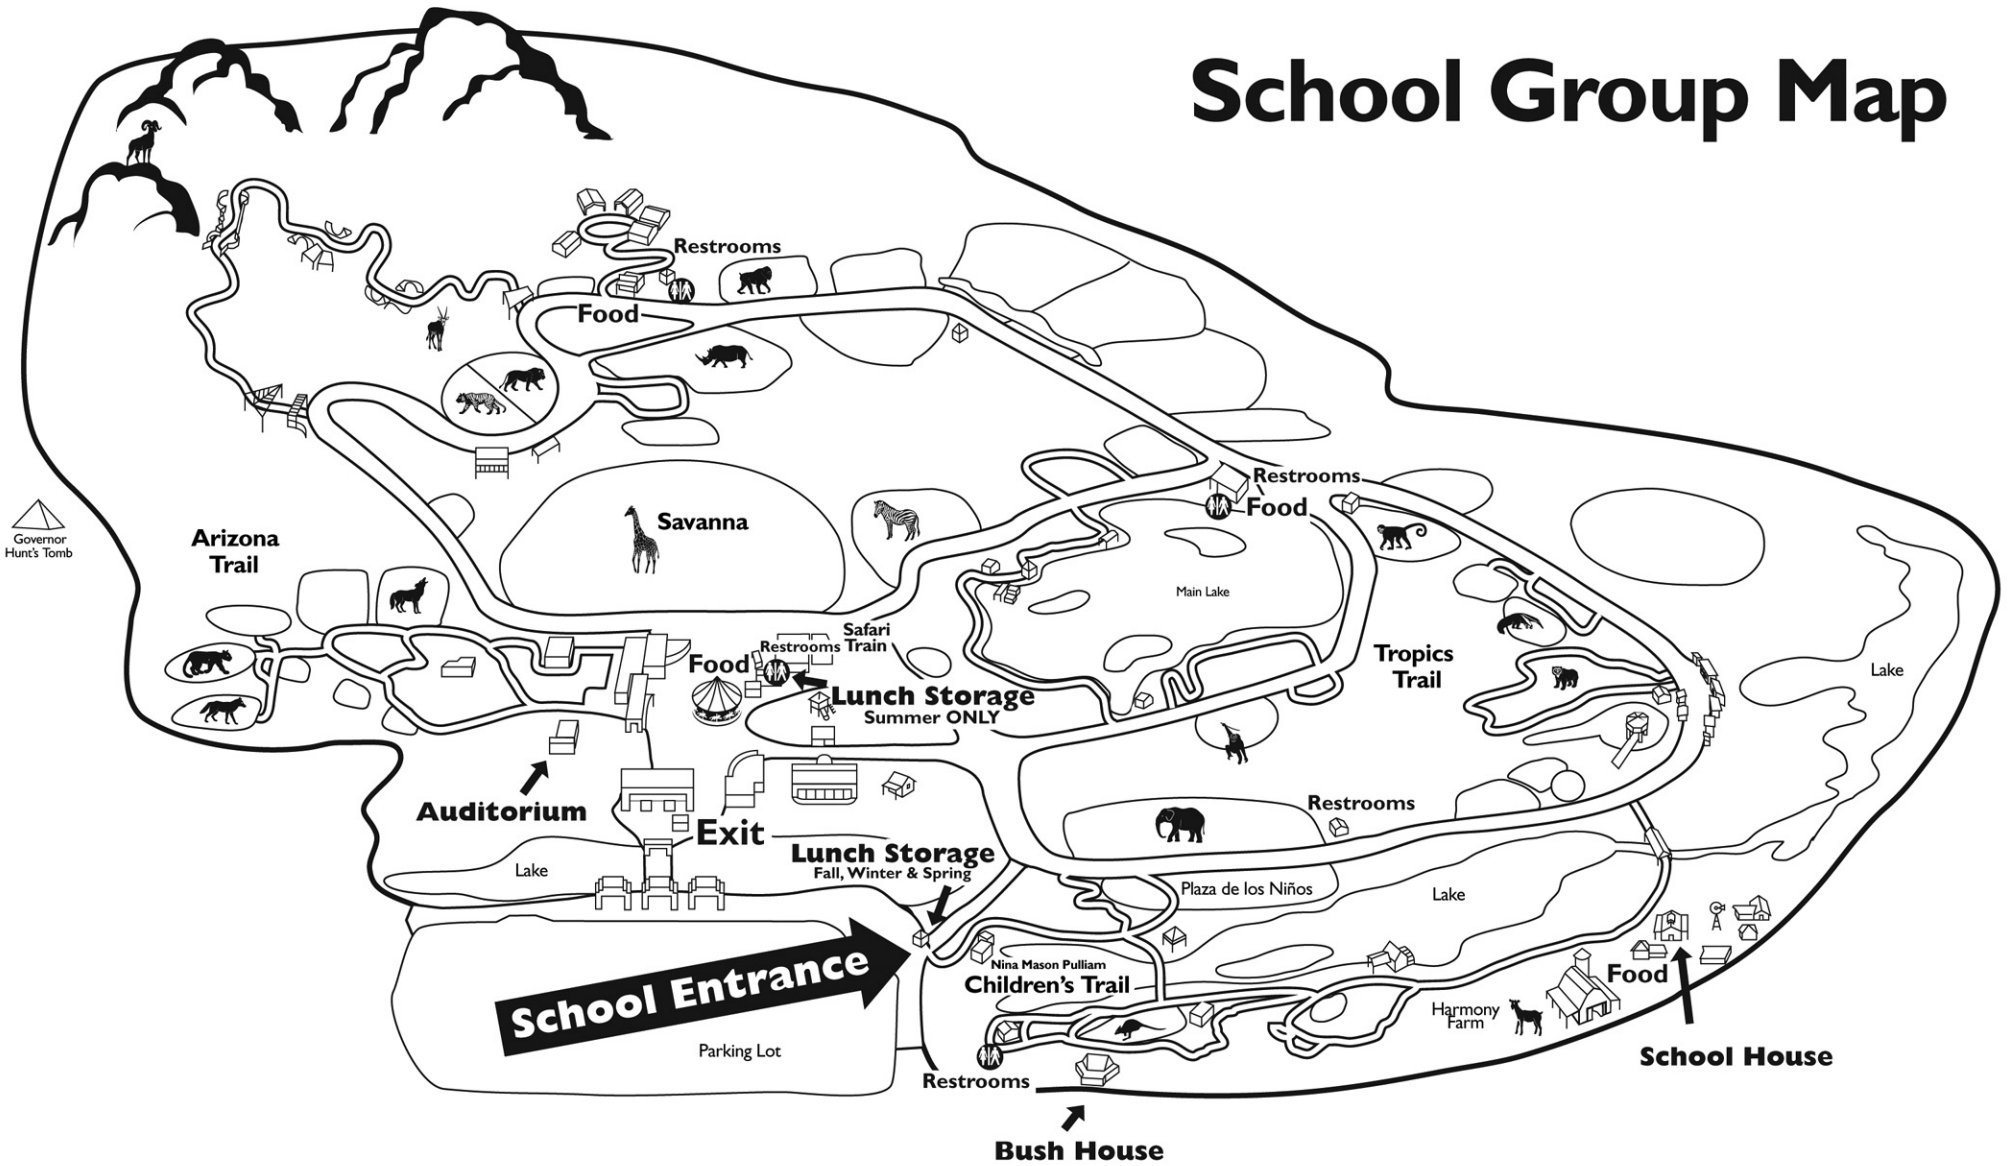 School Group Map
Restrooms
Food
Restrooms
Food
Savanna
Governor
Hunt's Tomb
Arizona
Trail
Main Lake
Safari
Train
Restrooms
Food
Lunch Storage
Summer ONLY
Tropics
Trail
Lake
Auditorium
Exit
Restrooms
Lunch Storage
Fall, Winter & Spring
Lake
Plaza de los Niños
Lake
School Entrance
Nina Mason Pulliam
Children's Trail
Food
Harmony
Farm
Parking Lot
School House
Restrooms
Bush House